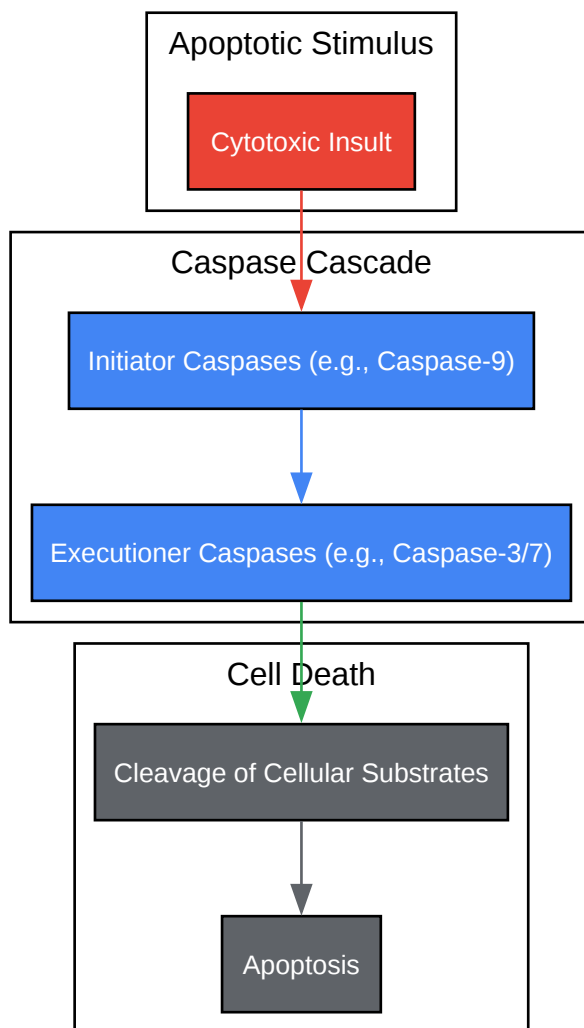 Apoptotic Stimulus
Cytotoxic Insult
Caspase Cascade
Initiator Caspases (e.g., Caspase-9)
Executioner Caspases (e.g., Caspase-3/7)
Cell Death
Cleavage of Cellular Substrates
Apoptosis